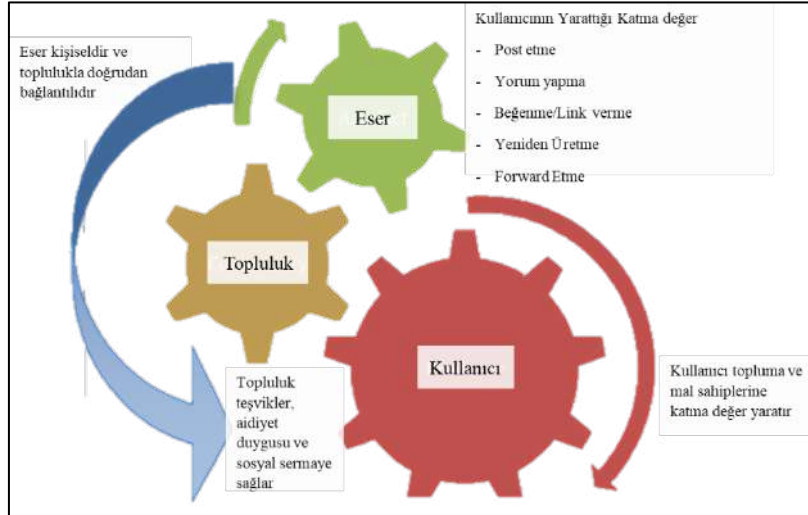 Kullanıcının Yarattığı Katma değer
- Post etme
- Yorum yapma
- Beğenme/Link verme
- Yeniden Üretme
- Forward Etme
Eser kişiseldir ve
toplulukla doğrudan
bağlantılıdır
Eser
Topluluk
Kullanıcı
Topluluk
teşvikler,
aidiyet
duygusu ve
sosyal sermaye
sağlar
Kullanıcı topluma ve
mal sahiplerine
katma değer yaratır